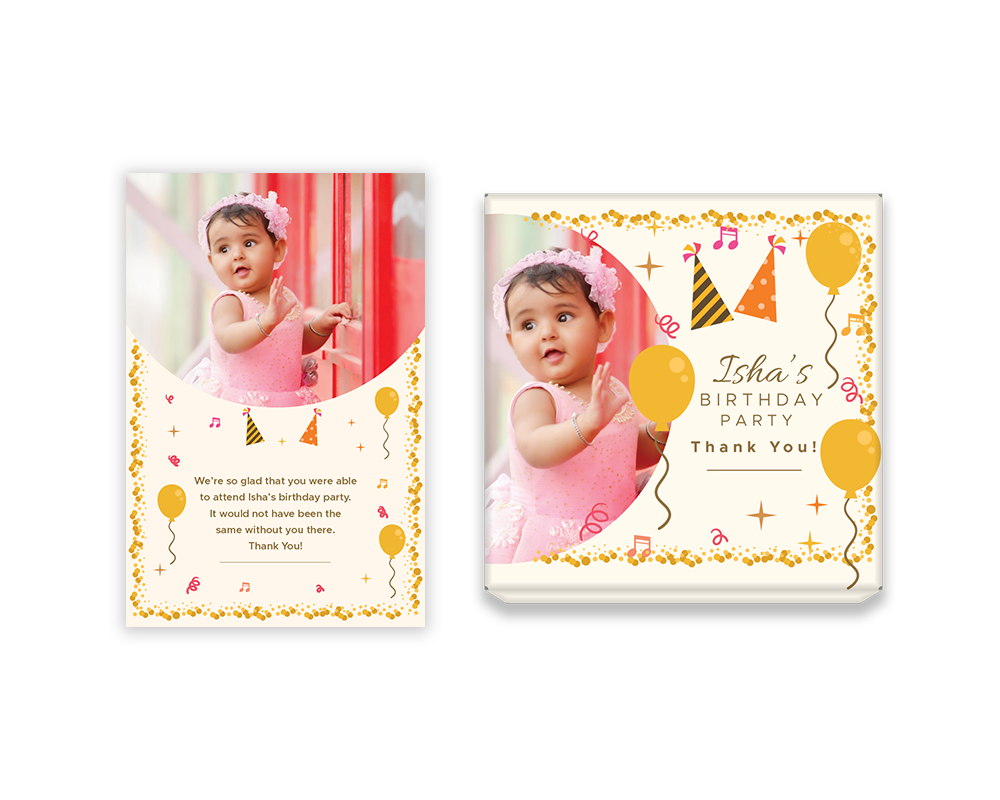 We're so glad that you were able
to attend Isha's birthday party.
It would not have been the
same without you there.
Thank You!
Isha's
BIRTHDAY
PARTY
Thank You!